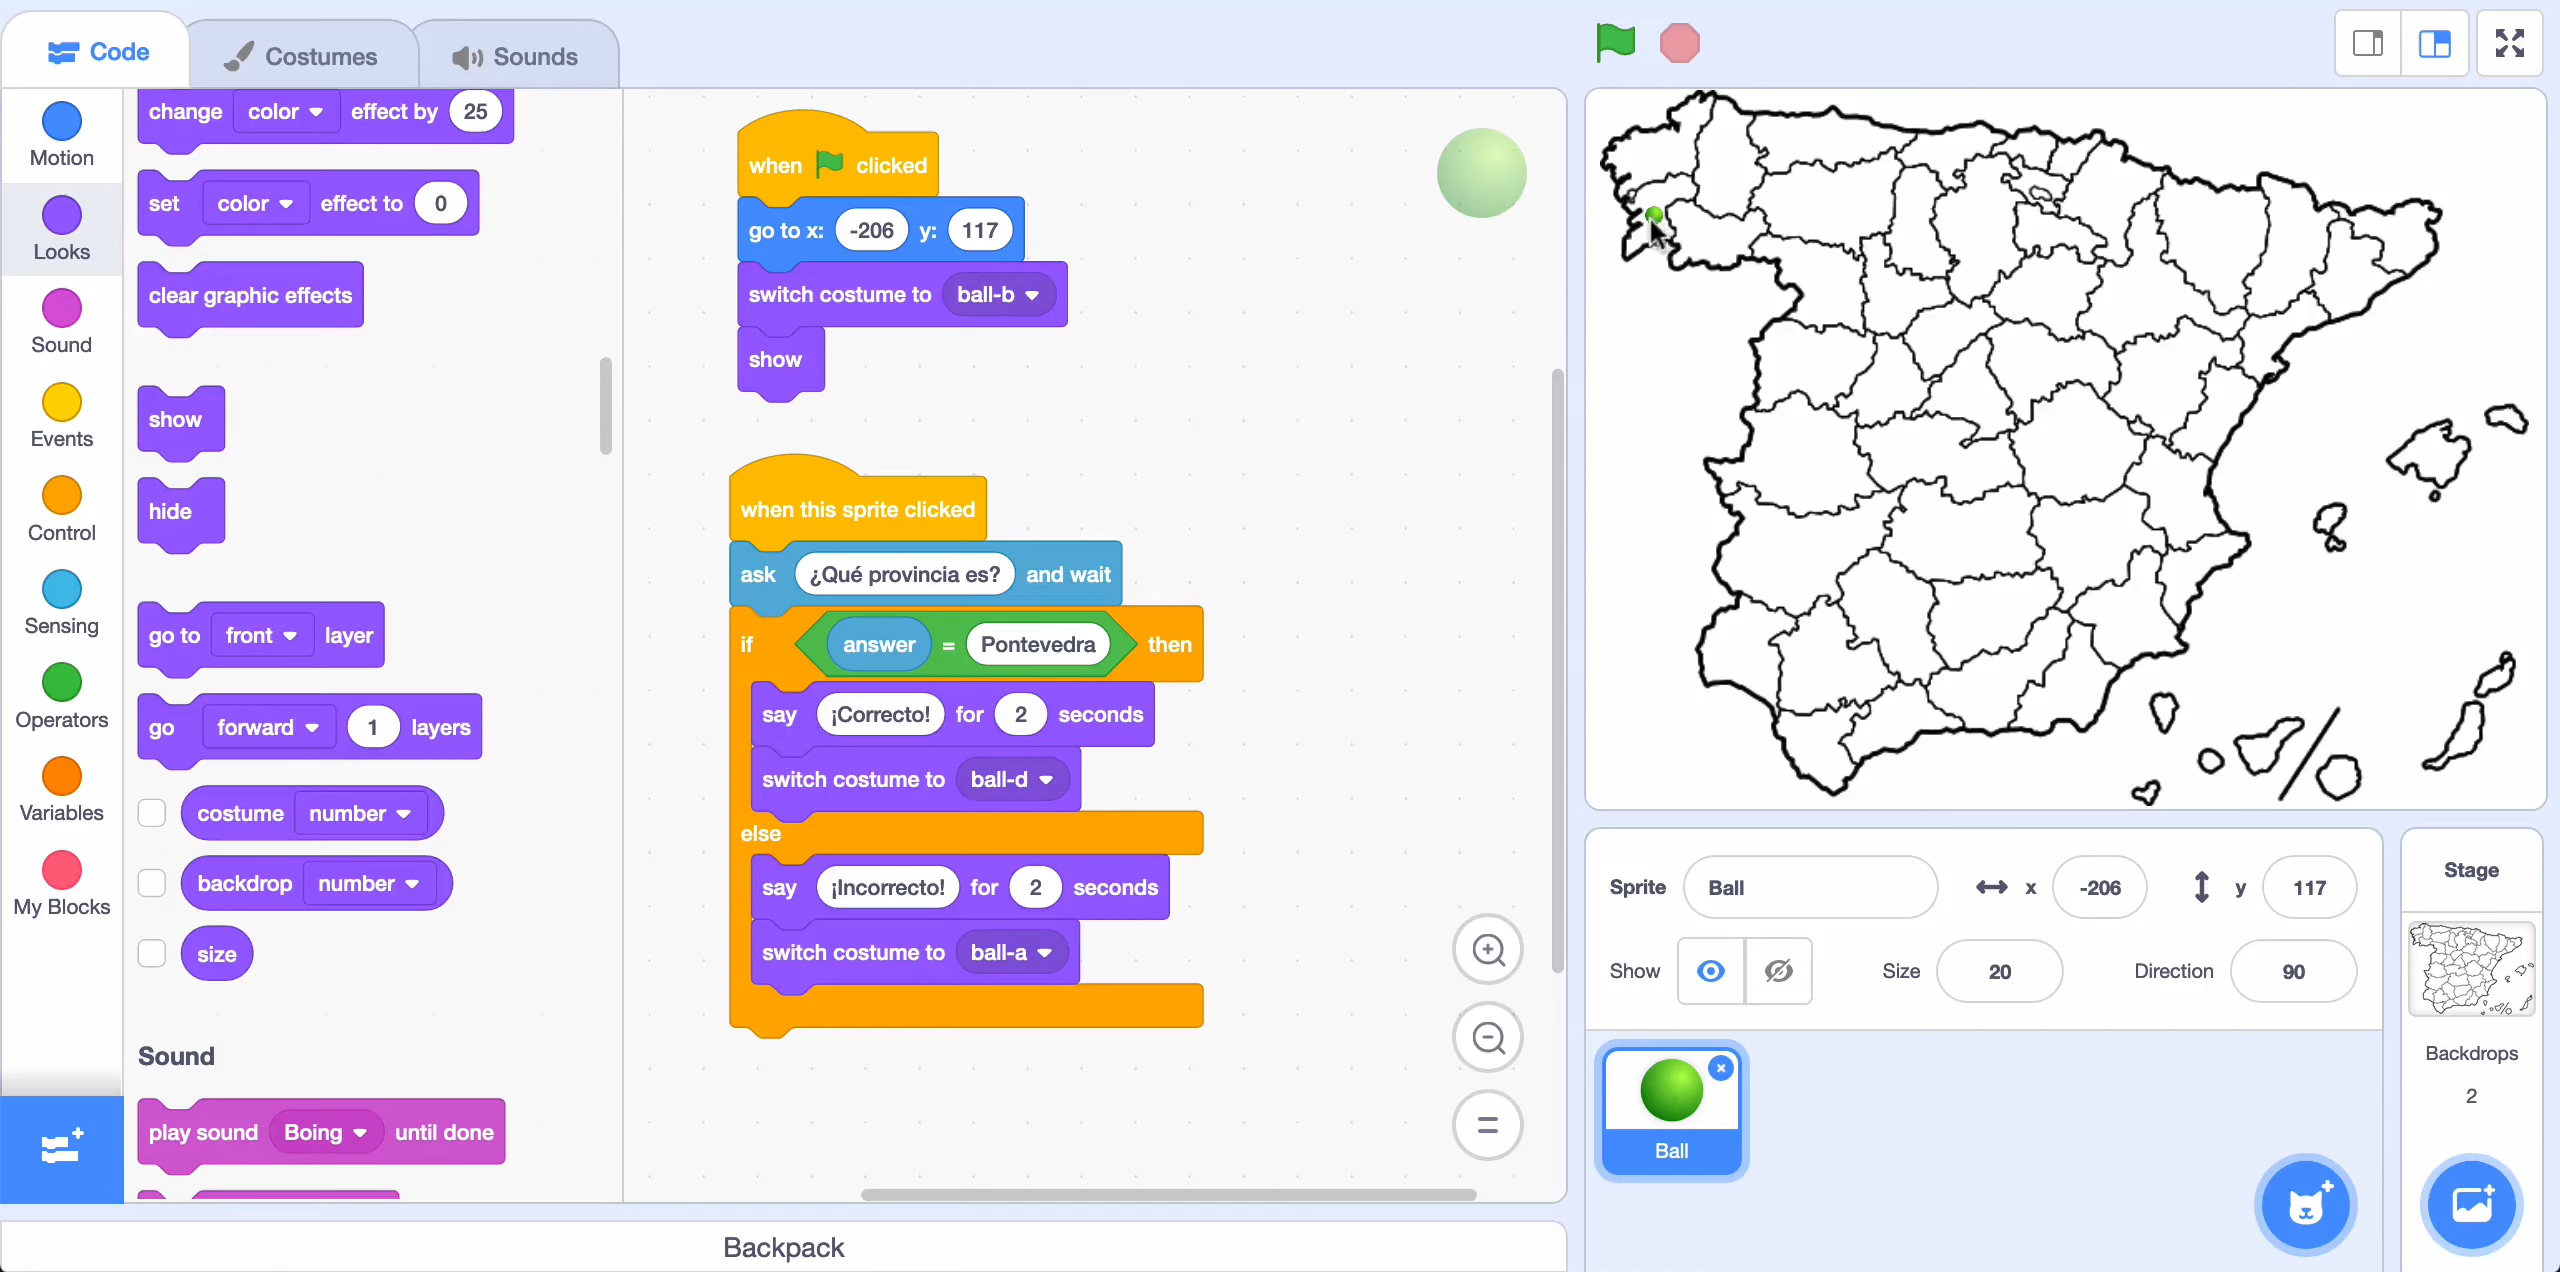 Code
Costumes
Sounds
Motion
Looks
Sound
Events
Control
Sensing
Operators
Variables
My Blocks
change color effect by 25
set color effect to 0
clear graphic effects
show
hide
go to front layer
go forward 1 layers
costume number
backdrop number
size
Sound
play sound Boing until done
when clicked
go to x: -206 y: 117
switch costume to ball-b
show
when this sprite clicked
ask ¿Qué provincia es? and wait
if answer = Pontevedra then
say ¡Correcto! for 2 seconds
switch costume to ball-d
else
say ¡Incorrecto! for 2 seconds
switch costume to ball-a
Backpack
Sprite Ball x -206 y 117
Show Size 20 Direction 90
Ball
Stage
Backdrops
2